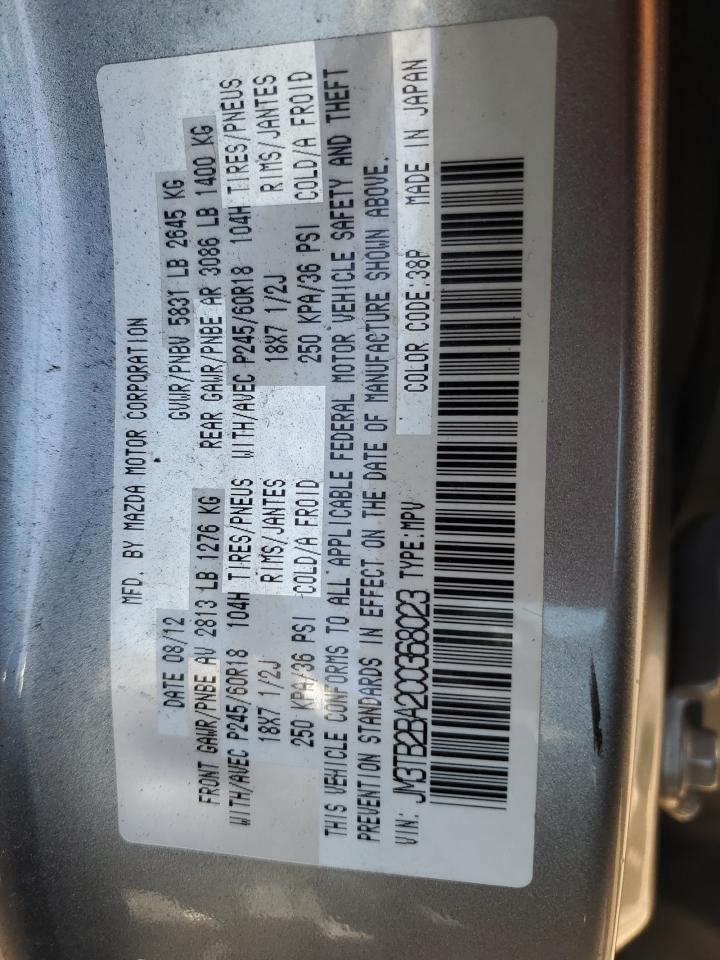 MFD. BY MAZDA MOTOR CORPORATION
DATE 08/12 GVWR/PNBV 5831 LB 2645 KG
FRONT GAWR/PNBE AV 2813 LB 1276 KG REAR GAWR/PNBE AR 3086 LB 1400 KG
WITH/AVEC P245/60R18 104H TIRES/PNEUS WITH/AVEC P245/60R18 104H TIRES/PNEUS
18X7 1/2J RIMS/JANTES 18X7 1/2J RIMS/JANTES
250 KPA/36 PSI COLD/A FROID 250 KPA/36 PSI COLD/A FROID
THIS VEHICLE CONFORMS TO ALL APPLICABLE FEDERAL MOTOR VEHICLE SAFETY AND THEFT
PREVENTION STANDARDS IN EFFECT ON THE DATE OF MANUFACTURE SHOWN ABOVE.
VIN: JM3TB2BA2C0368023 TYPE:MPV COLOR CODE:38P MADE IN JAPAN